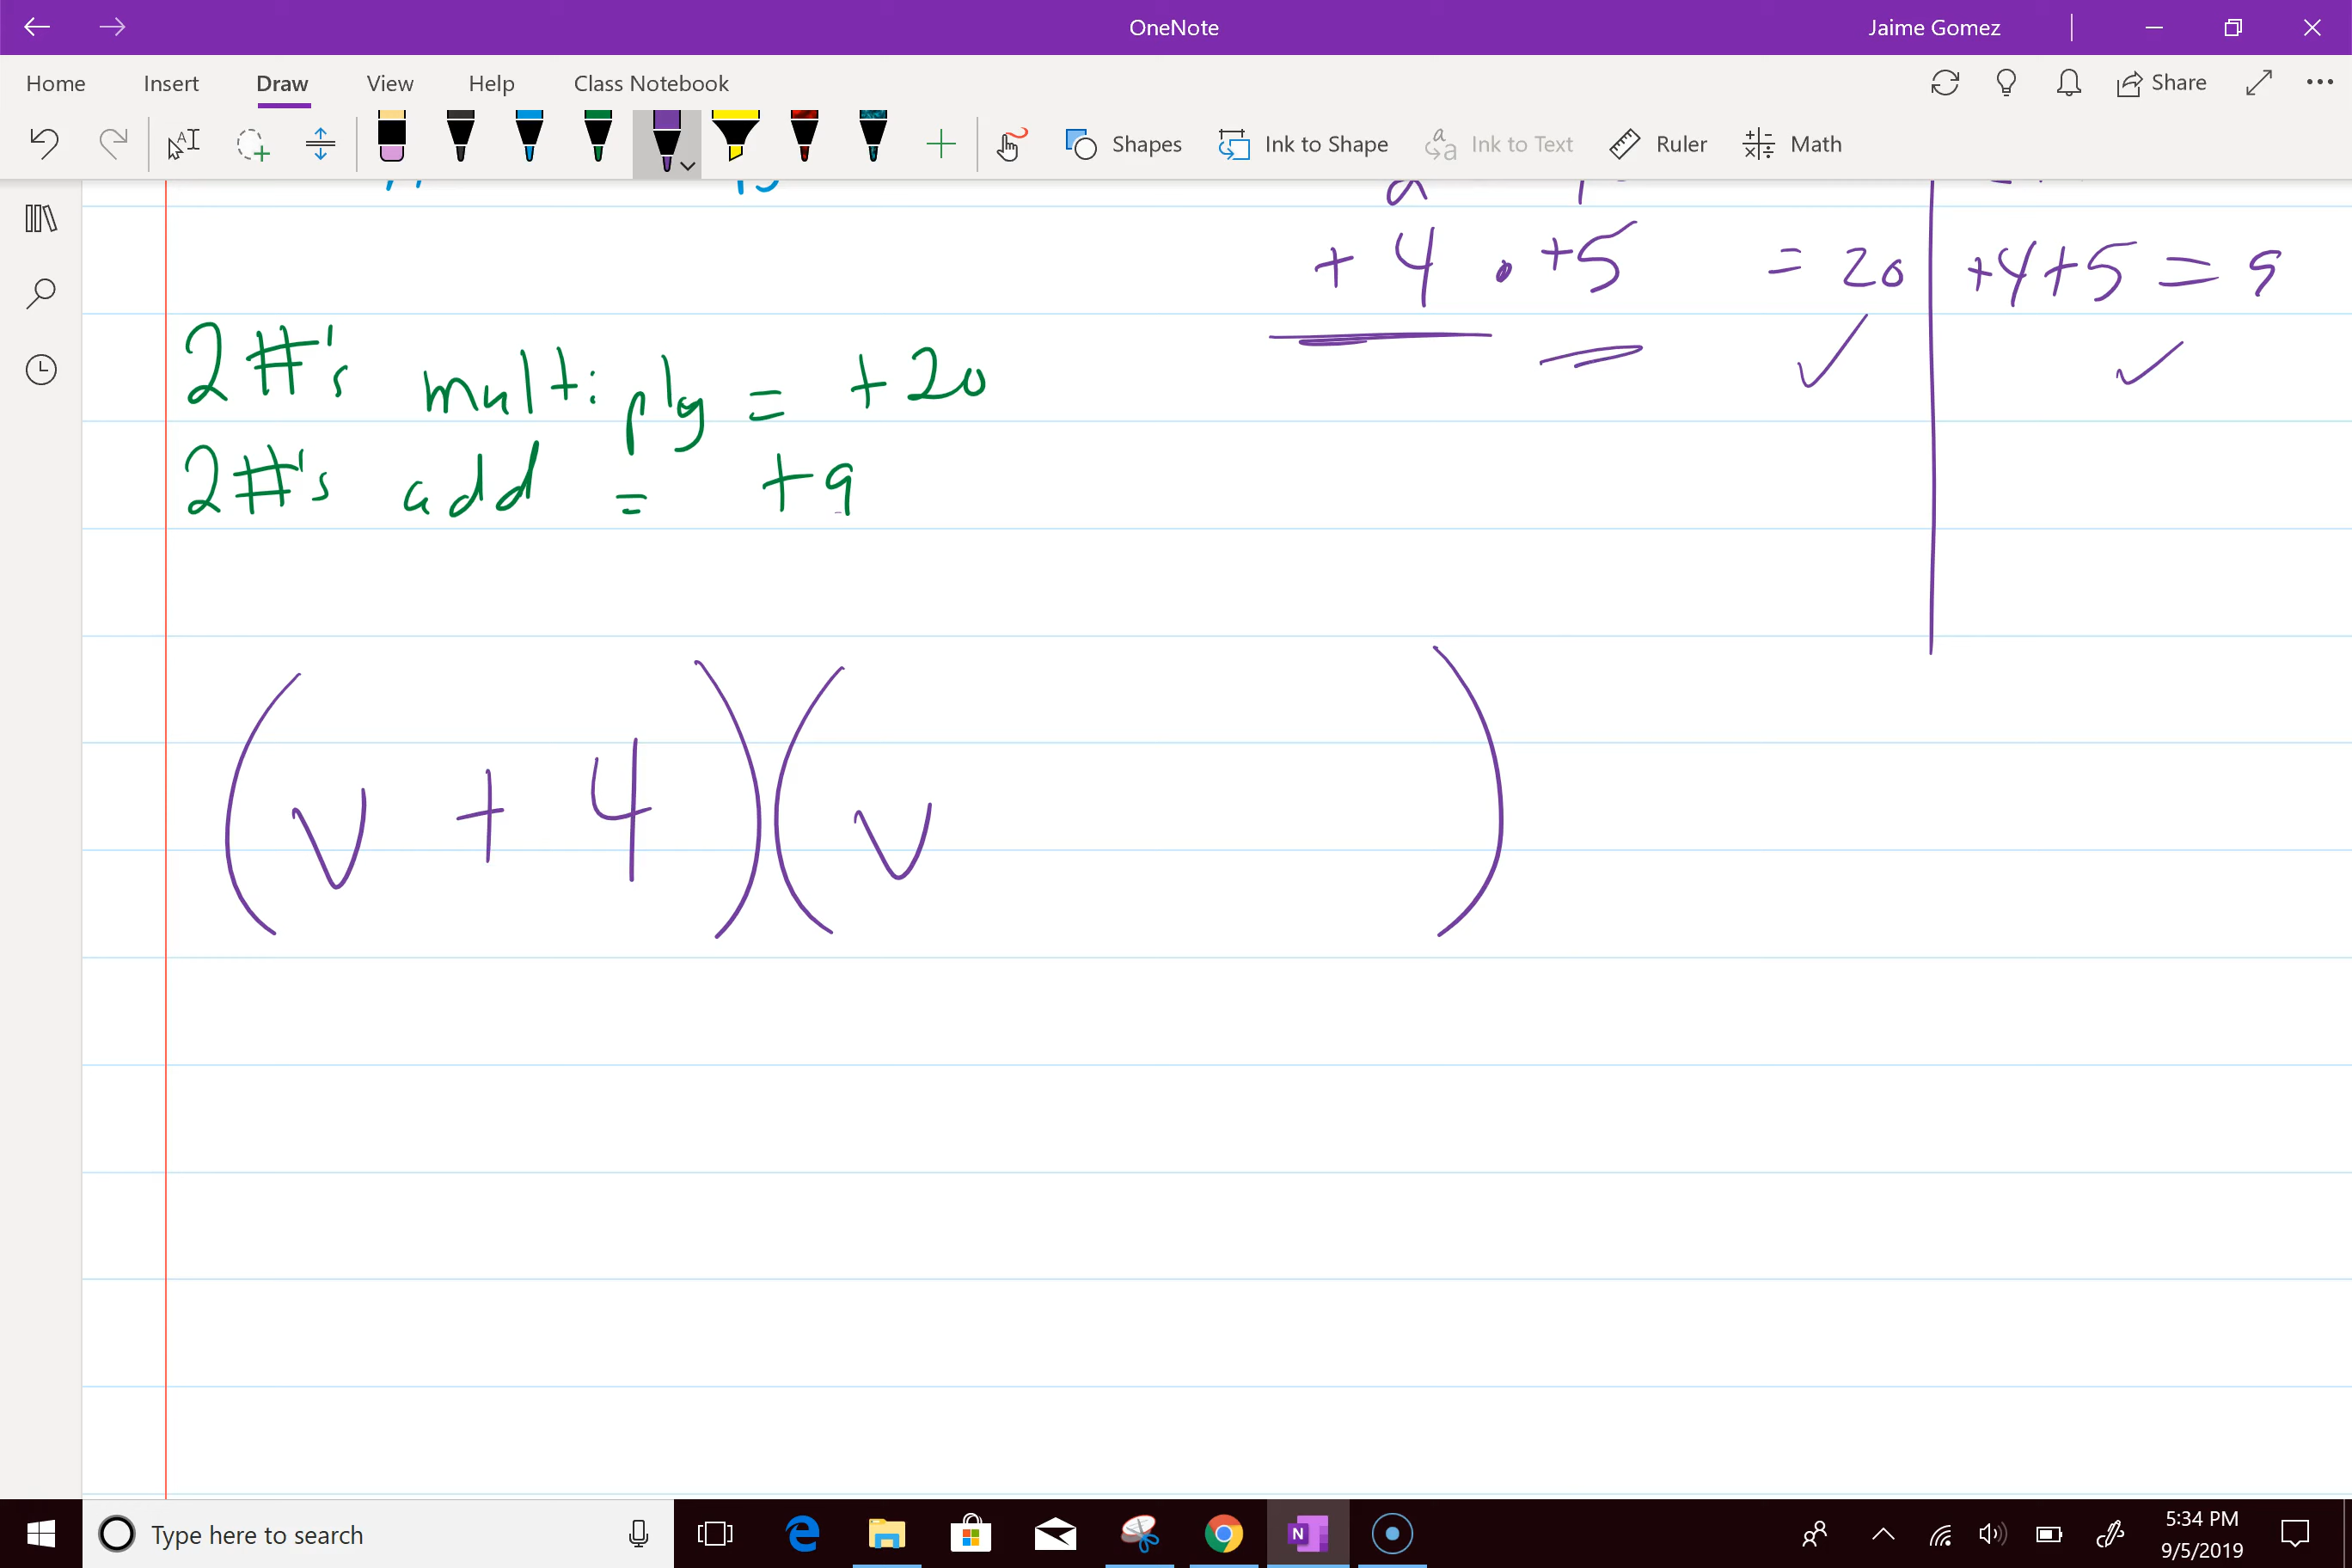 OneNote
Jaime Gomez
Home Insert Draw View Help Class Notebook
Share
Shapes Ink to Shape Ink to Text Ruler Math
+ 4 • +5 = 20 +4+5 = 9
2 #'s multiply = +20
2 #'s add = +9
(v + 4)(v )
Type here to search
5:34 PM
9/5/2019